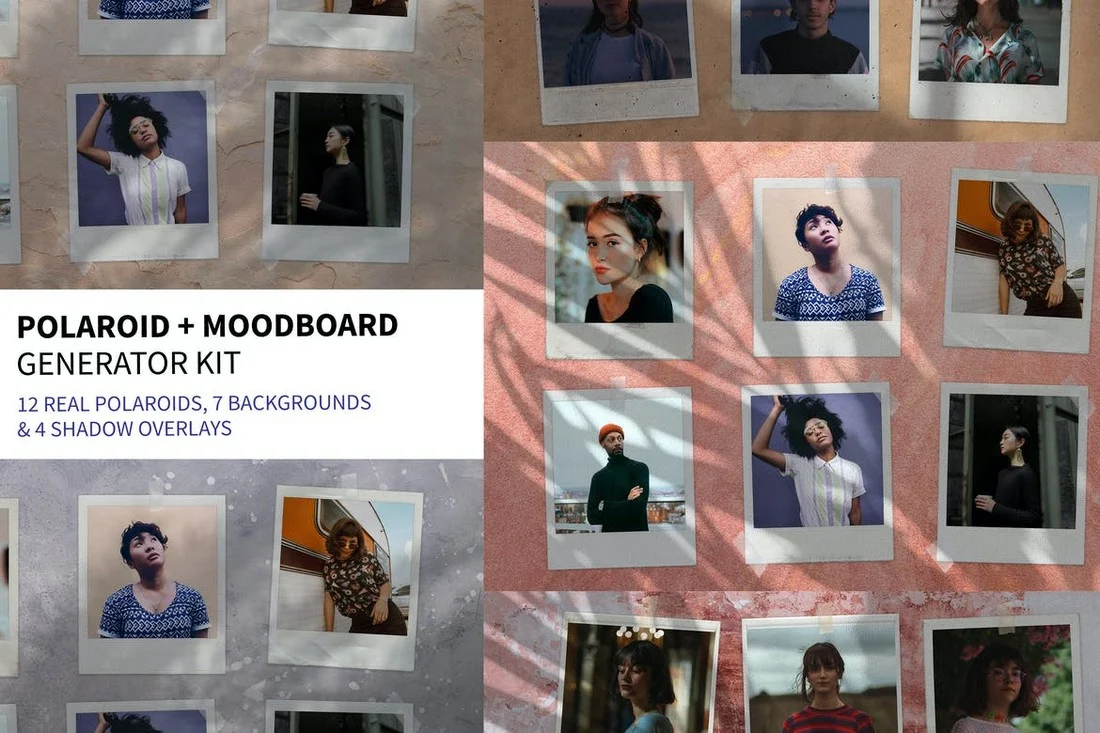 POLAROID + MOODBOARD
GENERATOR KIT
12 REAL POLAROIDS, 7 BACKGROUNDS
& 4 SHADOW OVERLAYS